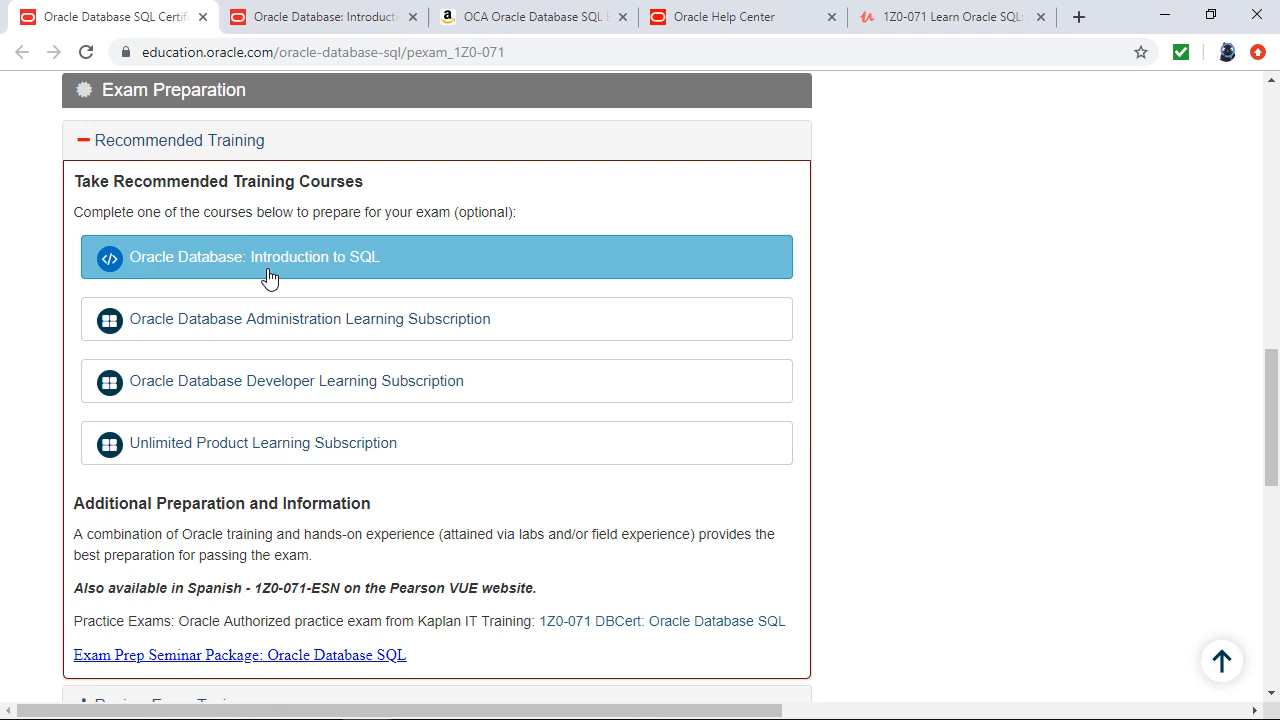 Oracle Database SQL Certif
Oracle Database: Introducti
OCA Oracle Database SQL E
Oracle Help Center
1Z0-071 Learn Oracle SQL:
education.oracle.com/oracle-database-sql/pexam_1Z0-071
Exam Preparation
Recommended Training
Take Recommended Training Courses
Complete one of the courses below to prepare for your exam (optional):
Oracle Database: Introduction to SQL
Oracle Database Administration Learning Subscription
Oracle Database Developer Learning Subscription
Unlimited Product Learning Subscription
Additional Preparation and Information
A combination of Oracle training and hands-on experience (attained via labs and/or field experience) provides the
best preparation for passing the exam.
Also available in Spanish - 1Z0-071-ESN on the Pearson VUE website.
Practice Exams: Oracle Authorized practice exam from Kaplan IT Training: 1Z0-071 DBCert: Oracle Database SQL
Exam Prep Seminar Package: Oracle Database SQL